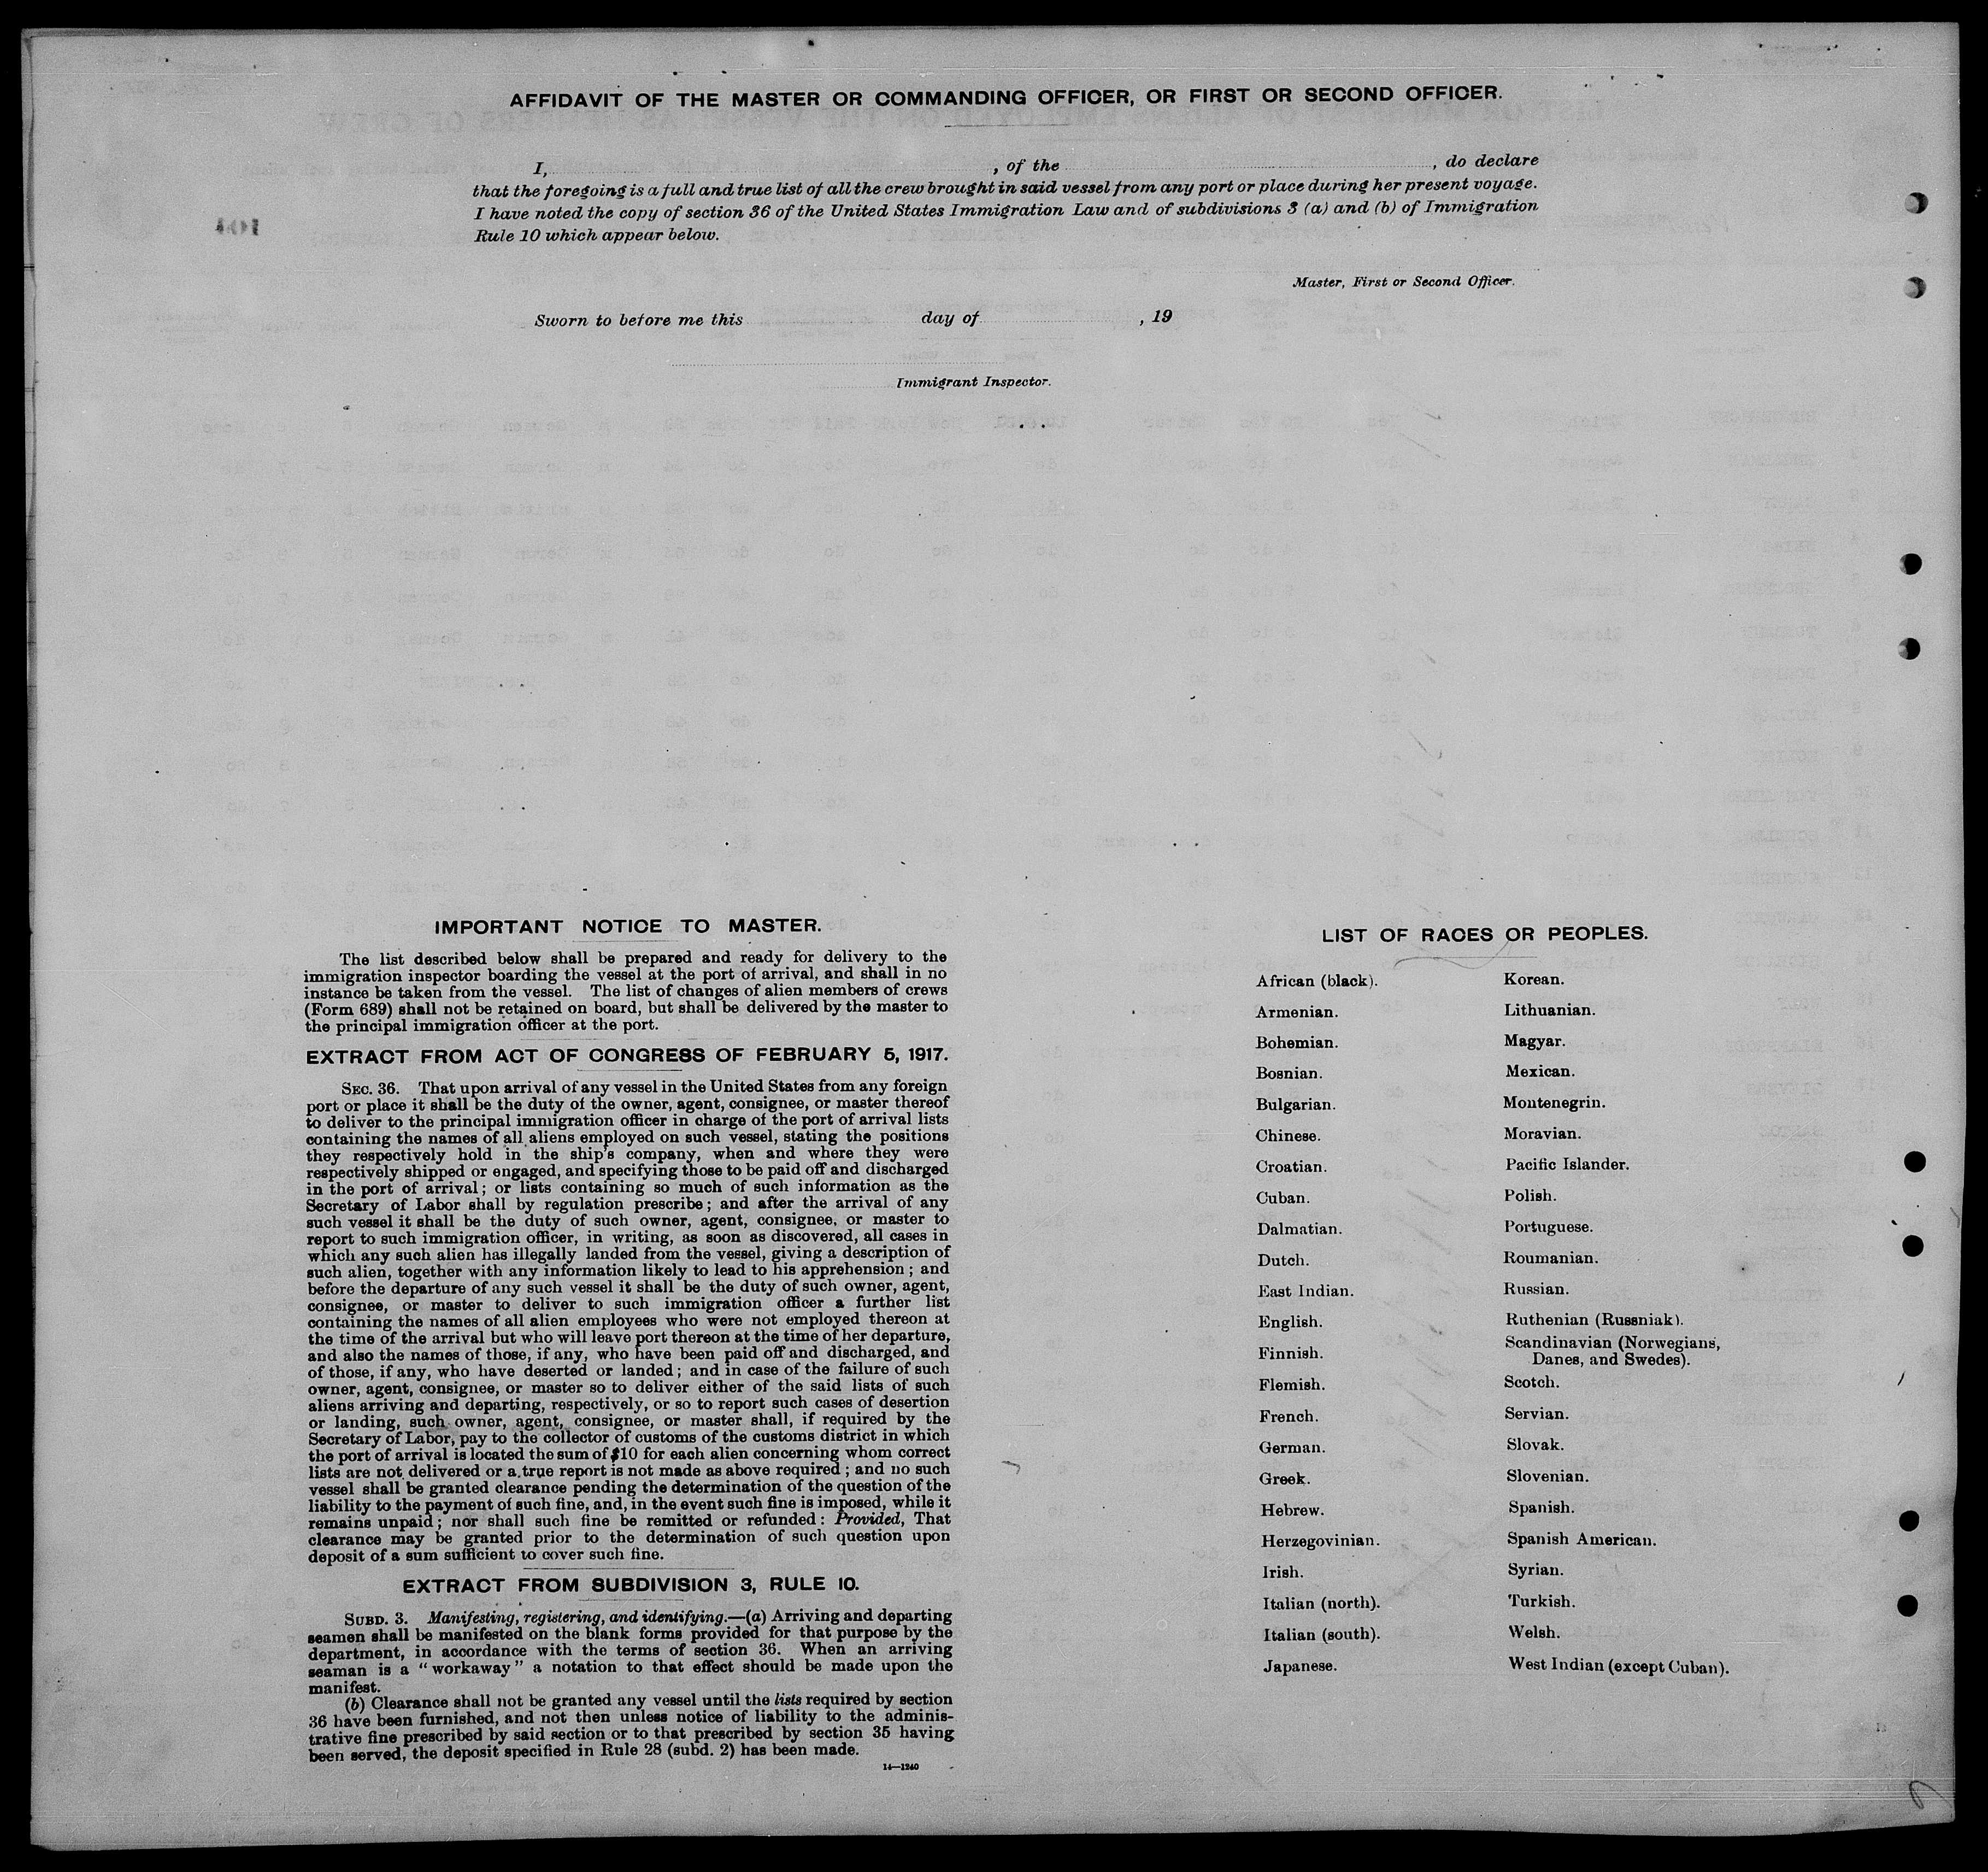 AFFIDAVIT OF THE MASTER OR COMMANDING OFFICER, OR FIRST OR SECOND OFFICER.
I, , of the , do declare
that the foregoing is a full and true list of all the crew brought in said vessel from any port or place during her present voyage.
I have noted the copy of section 36 of the United States Immigration Law and of subdivisions 3 (a) and (b) of Immigration
Rule 10 which appear below.
Master, First or Second Officer.
Sworn to before me this day of , 19
Immigrant Inspector.
IMPORTANT NOTICE TO MASTER.
The list described below shall be prepared and ready for delivery to the
immigration inspector boarding the vessel at the port of arrival, and shall in no
instance be taken from the vessel. The list of changes of alien members of crews
(Form 689) shall not be retained on board, but shall be delivered by the master to
the principal immigration officer at the port.
EXTRACT FROM ACT OF CONGRESS OF FEBRUARY 5, 1917.
SEC. 36. That upon arrival of any vessel in the United States from any foreign
port or place it shall be the duty of the owner, agent, consignee, or master thereof
to deliver to the principal immigration officer in charge of the port of arrival lists
containing the names of all aliens employed on such vessel, stating the positions
they respectively hold in the ship's company, when and where they were
respectively shipped or engaged, and specifying those to be paid off and discharged
in the port of arrival; or lists containing so much of such information as the
Secretary of Labor shall by regulation prescribe; and after the arrival of any
such vessel it shall be the duty of such owner, agent, consignee, or master to
report to such immigration officer, in writing, as soon as discovered, all cases in
which any such alien has illegally landed from the vessel, giving a description of
such alien, together with any information likely to lead to his apprehension; and
before the departure of any such vessel it shall be the duty of such owner, agent,
consignee, or master to deliver to such immigration officer a further list
containing the names of all alien employees who were not employed thereon at
the time of the arrival but who will leave port thereon at the time of her departure,
and also the names of those, if any, who have been paid off and discharged, and
of those, if any, who have deserted or landed; and in case of the failure of such
owner, agent, consignee, or master so to deliver either of the said lists of such
aliens arriving and departing, respectively, or so to report such cases of desertion
or landing, such owner, agent, consignee, or master shall, if required by the
Secretary of Labor, pay to the collector of customs of the customs district in which
the port of arrival is located the sum of $10 for each alien concerning whom correct
lists are not delivered or a true report is not made as above required; and no such
vessel shall be granted clearance pending the determination of the question of the
liability to the payment of such fine, and, in the event such fine is imposed, while it
remains unpaid; nor shall such fine be remitted or refunded: Provided, That
clearance may be granted prior to the determination of such question upon
deposit of a sum sufficient to cover such fine.
EXTRACT FROM SUBDIVISION 3, RULE 10.
SUBD. 3. Manifesting, registering, and identifying.—(a) Arriving and departing
seamen shall be manifested on the blank forms provided for that purpose by the
department, in accordance with the terms of section 36. When an arriving
seaman is a "workaway" a notation to that effect should be made upon the
manifest.
(b) Clearance shall not be granted any vessel until the lists required by section
36 have been furnished, and not then unless notice of liability to the adminis-
trative fine prescribed by said section or to that prescribed by section 35 having
been served, the deposit specified in Rule 28 (subd. 2) has been made.
14—1240
LIST OF RACES OR PEOPLES.
African (black).
Armenian.
Bohemian.
Bosnian.
Bulgarian.
Chinese.
Croatian.
Cuban.
Dalmatian.
Dutch.
East Indian.
English.
Finnish.
Flemish.
French.
German.
Greek.
Hebrew.
Herzegovinian.
Irish.
Italian (north).
Italian (south).
Japanese.
Korean.
Lithuanian.
Magyar.
Mexican.
Montenegrin.
Moravian.
Pacific Islander.
Polish.
Portuguese.
Roumanian.
Russian.
Ruthenian (Russniak).
Scandinavian (Norwegians,
Danes, and Swedes).
Scotch.
Servian.
Slovak.
Slovenian.
Spanish.
Spanish American.
Syrian.
Turkish.
Welsh.
West Indian (except Cuban).